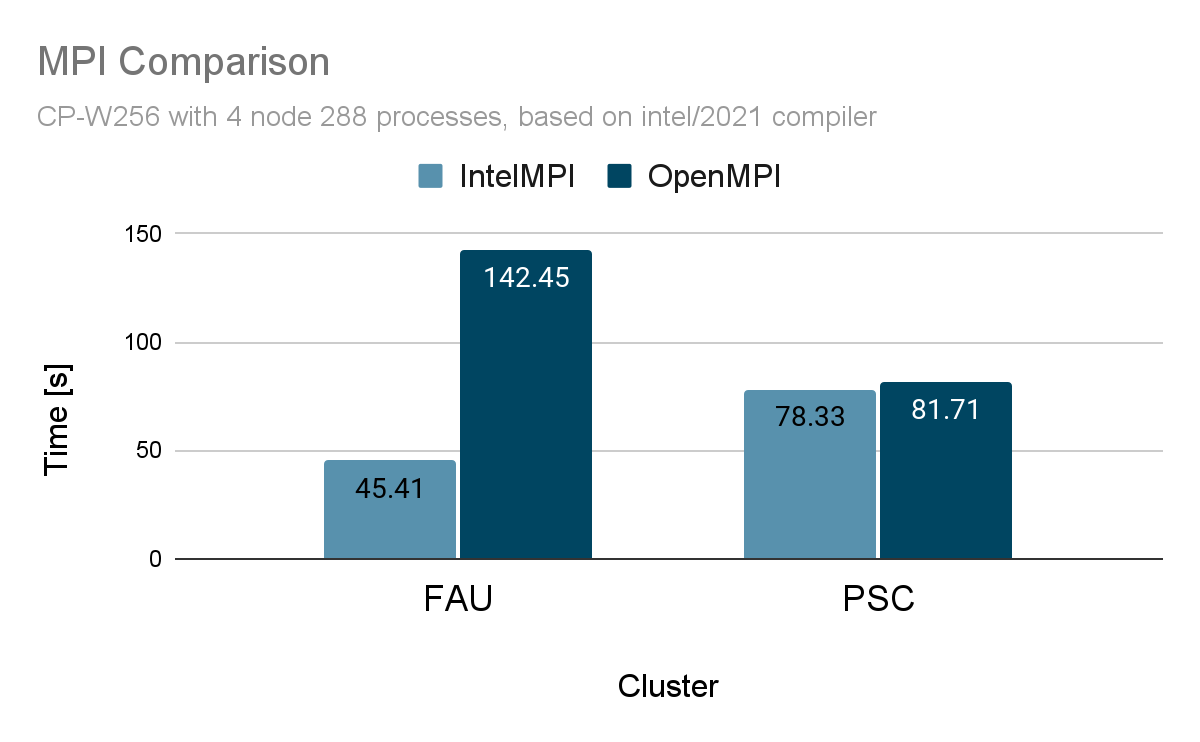 MPI Comparison
CP-W256 with 4 node 288 processes, based on intel/2021 compiler
IntelMPI OpenMPI
150
100
50
0
Time [s]
142.45
45.41
78.33
81.71
FAU PSC
Cluster